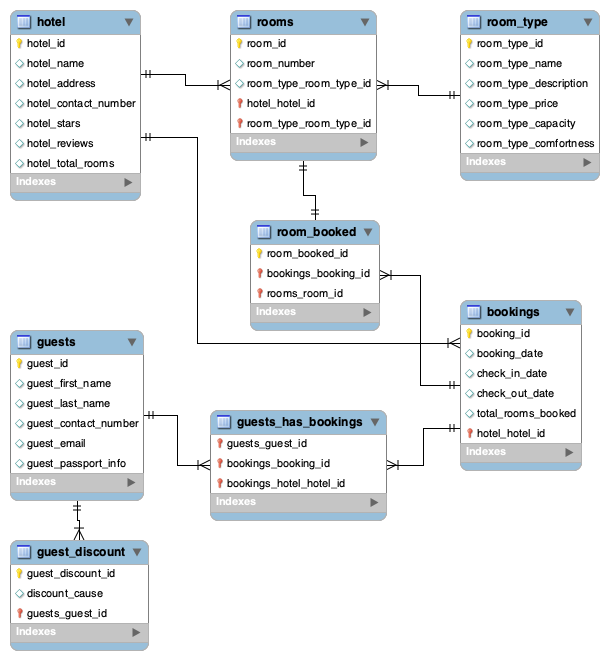 hotel
hotel_id
hotel_name
hotel_address
hotel_contact_number
hotel_stars
hotel_reviews
hotel_total_rooms
Indexes
rooms
room_id
room_number
room_type_room_type_id
hotel_hotel_id
room_type_room_type_id
Indexes
room_type
room_type_id
room_type_name
room_type_description
room_type_price
room_type_capacity
room_type_comfortness
Indexes
room_booked
room_booked_id
bookings_booking_id
rooms_room_id
Indexes
bookings
booking_id
booking_date
check_in_date
check_out_date
total_rooms_booked
hotel_hotel_id
Indexes
guests
guest_id
guest_first_name
guest_last_name
guest_contact_number
guest_email
guest_passport_info
Indexes
guests_has_bookings
guests_guest_id
bookings_booking_id
bookings_hotel_hotel_id
Indexes
guest_discount
guest_discount_id
discount_cause
guests_guest_id
Indexes